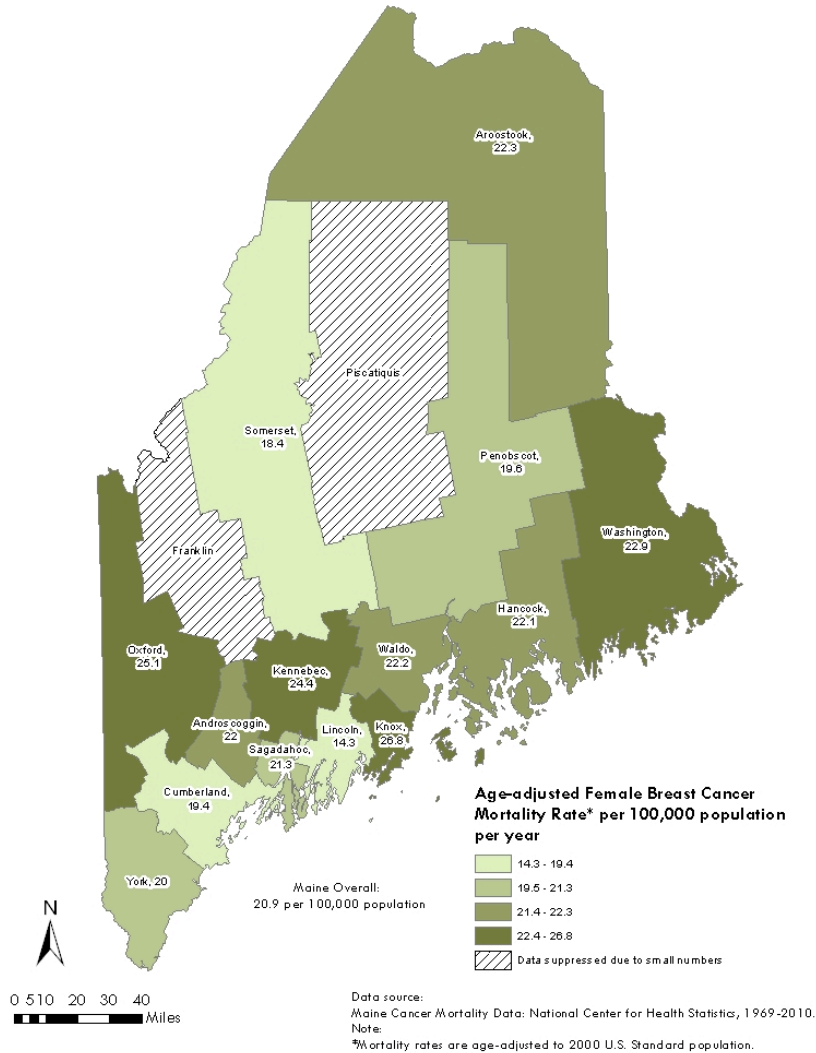 Aroostook,
22.3
Piscatiquis
Somerset,
18.4
Penobscot,
19.6
Washington,
22.9
Franklin
Hancock,
22.1
Oxford,
25.1
Kennebec,
24.4
Waldo,
22.2
Androscoggin,
22
Lincoln,
14.3
Knox,
26.8
Sagadahoc,
21.3
Cumberland,
19.4
York, 20
Maine Overall:
20.9 per 100,000 population
Age-adjusted Female Breast Cancer
Mortality Rate* per 100,000 population
per year
14.3 - 19.4
19.5 - 21.3
21.4 - 22.3
22.4 - 26.8
Data suppressed due to small numbers
N
0 5 10 20 30 40
Miles
Data source:
Maine Cancer Mortality Data: National Center for Health Statistics, 1969-2010.
Note:
*Mortality rates are age-adjusted to 2000 U.S. Standard population.